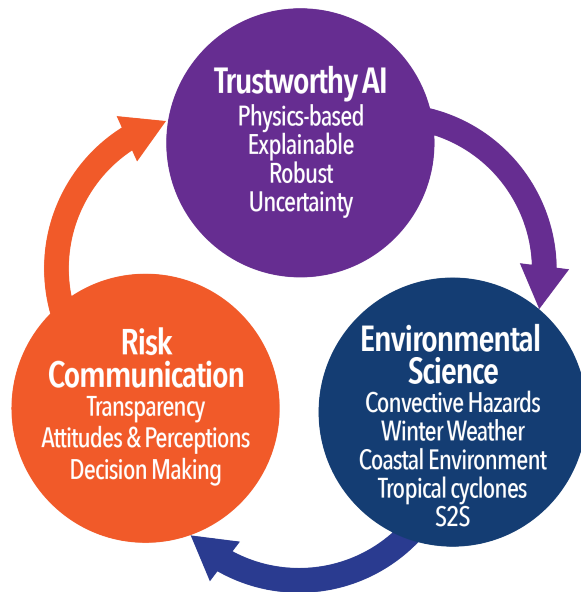 Trustworthy AI
Physics-based
Explainable
Robust
Uncertainty
Environmental
Science
Convective Hazards
Winter Weather
Coastal Environment
Tropical cyclones
S2S
Risk
Communication
Transparency
Attitudes & Perceptions
Decision Making